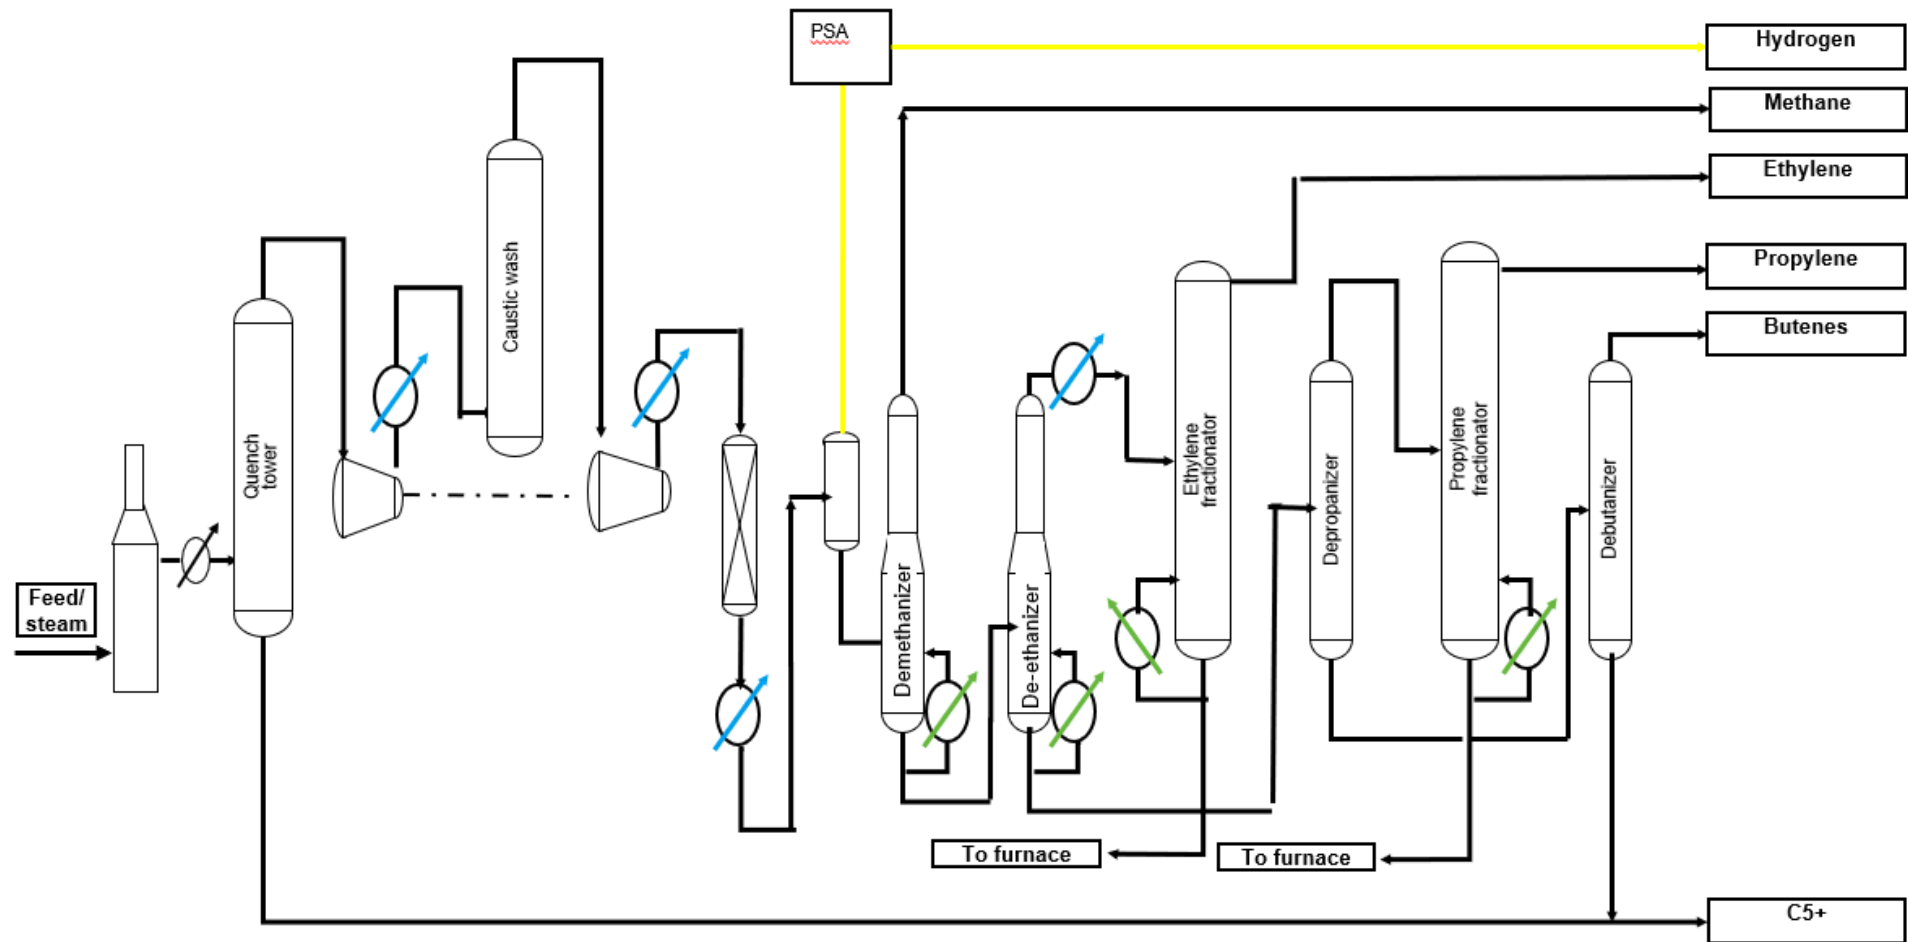 PSA
Hydrogen
Methane
Ethylene
Propylene
Butenes
Caustic wash
Quench
tower
Feed/
steam
Demethanizer
De-ethanizer
Ethylene
fractionator
Depropanizer
Propylene
fractionator
Debutanizer
To furnace
To furnace
C5+